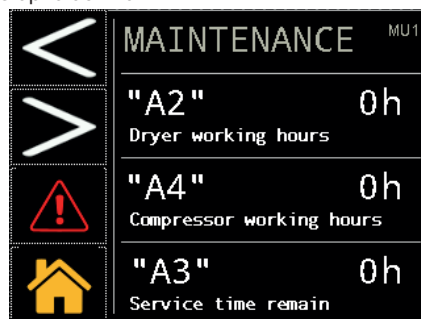 MAINTENANCE MU1
"A2" 0h
Dryer working hours
"A4" 0h
Compressor working hours
"A3" 0h
Service time remain